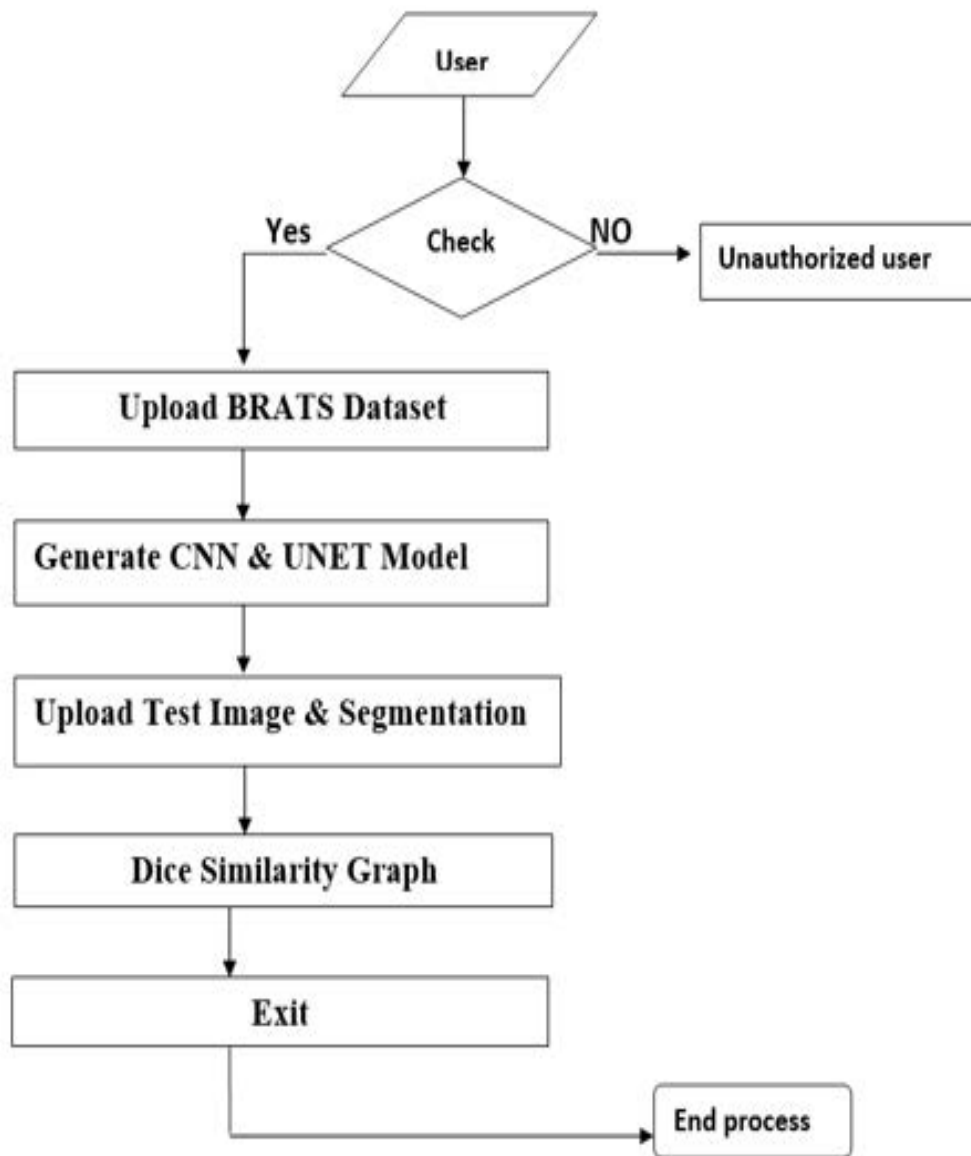 User
Yes
Check
NO
Unauthorized user
Upload BRATS Dataset
Generate CNN & UNET Model
Upload Test Image & Segmentation
Dice Similarity Graph
Exit
End process